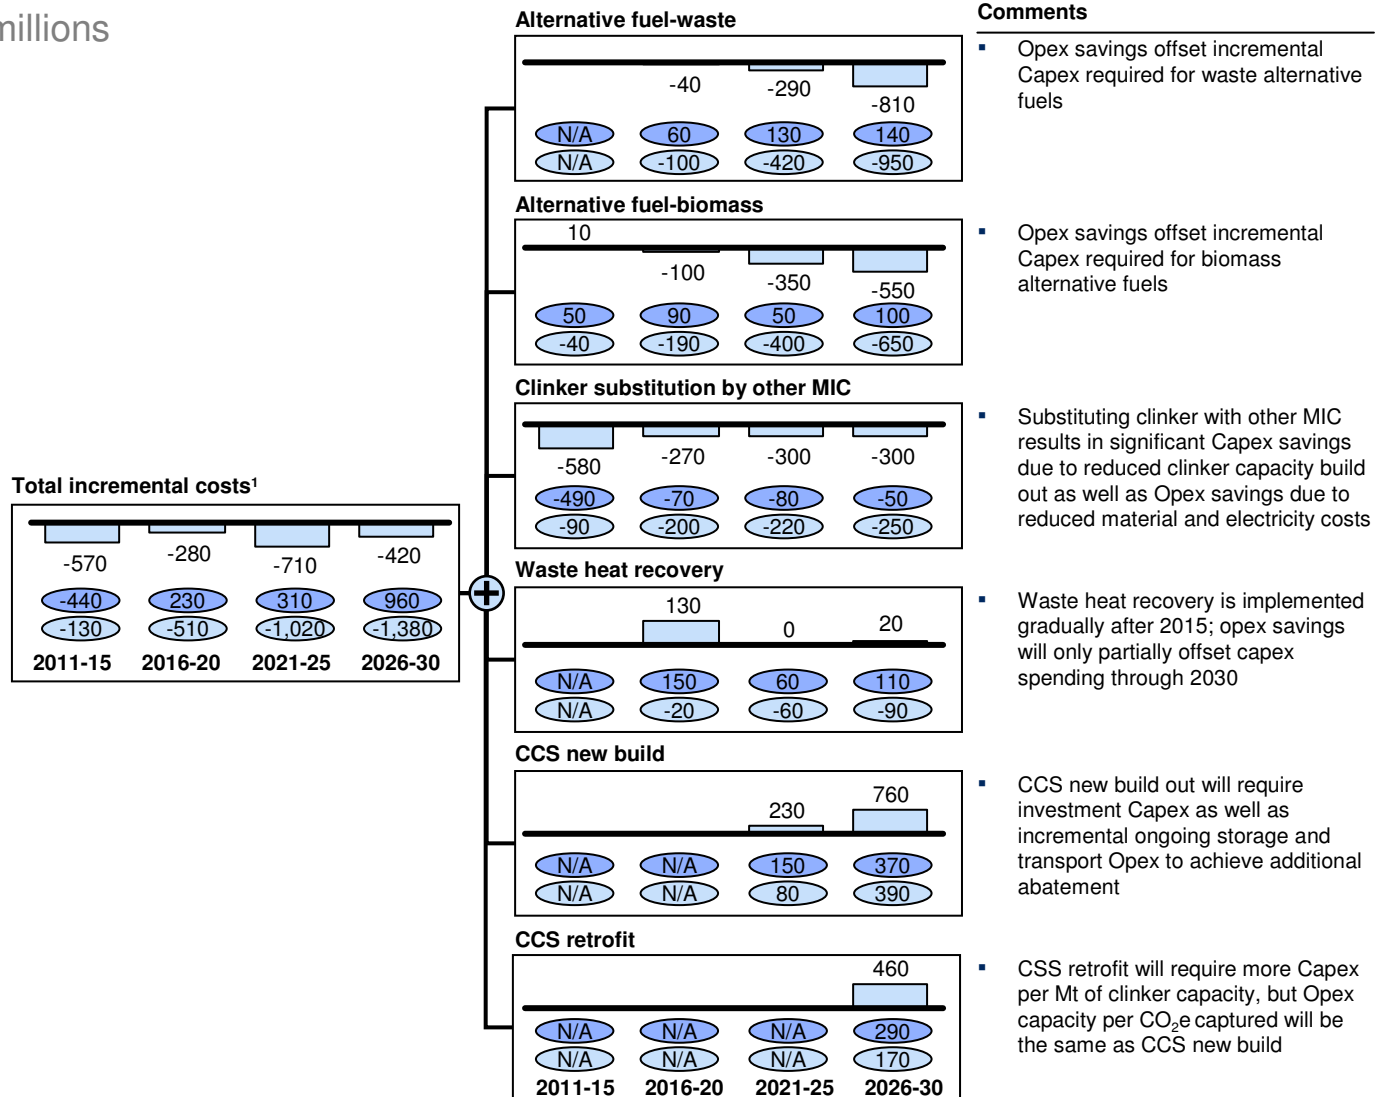 millions
Total incremental costs¹
-570 -280 -710 -420
-440 230 310 960
-130 -510 -1,020 -1,380
2011-15 2016-20 2021-25 2026-30
Alternative fuel-waste
-40 -290 -810
N/A 60 130 140
N/A -100 -420 -950
Alternative fuel-biomass
10 -100 -350 -550
50 90 50 100
-40 -190 -400 -650
Clinker substitution by other MIC
-580 -270 -300 -300
-490 -70 -80 -50
-90 -200 -220 -250
Waste heat recovery
130 0 20
N/A 150 60 110
N/A -20 -60 -90
CCS new build
230 760
N/A N/A 150 370
N/A N/A 80 390
CCS retrofit
460
N/A N/A N/A 290
N/A N/A N/A 170
2011-15 2016-20 2021-25 2026-30
Comments
▪ Opex savings offset incremental
Capex required for waste alternative
fuels
▪ Opex savings offset incremental
Capex required for biomass
alternative fuels
▪ Substituting clinker with other MIC
results in significant Capex savings
due to reduced clinker capacity build
out as well as Opex savings due to
reduced material and electricity costs
▪ Waste heat recovery is implemented
gradually after 2015; opex savings
will only partially offset capex
spending through 2030
▪ CCS new build out will require
investment Capex as well as
incremental ongoing storage and
transport Opex to achieve additional
abatement
▪ CSS retrofit will require more Capex
per Mt of clinker capacity, but Opex
capacity per CO₂e captured will be
the same as CCS new build